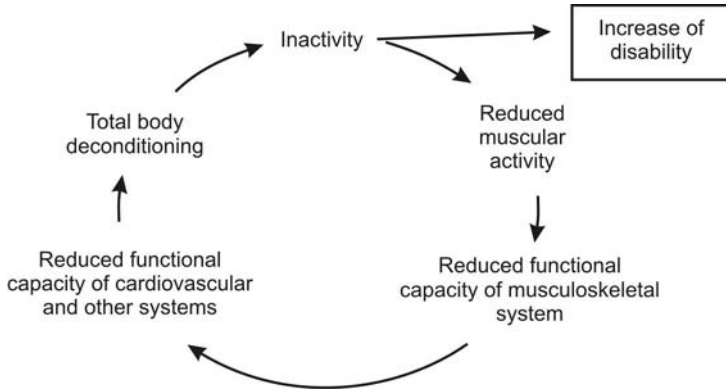 Inactivity
Increase of
disability
Reduced
muscular
activity
Reduced functional
capacity of musculoskeletal
system
Reduced functional
capacity of cardiovascular
and other systems
Total body
deconditioning